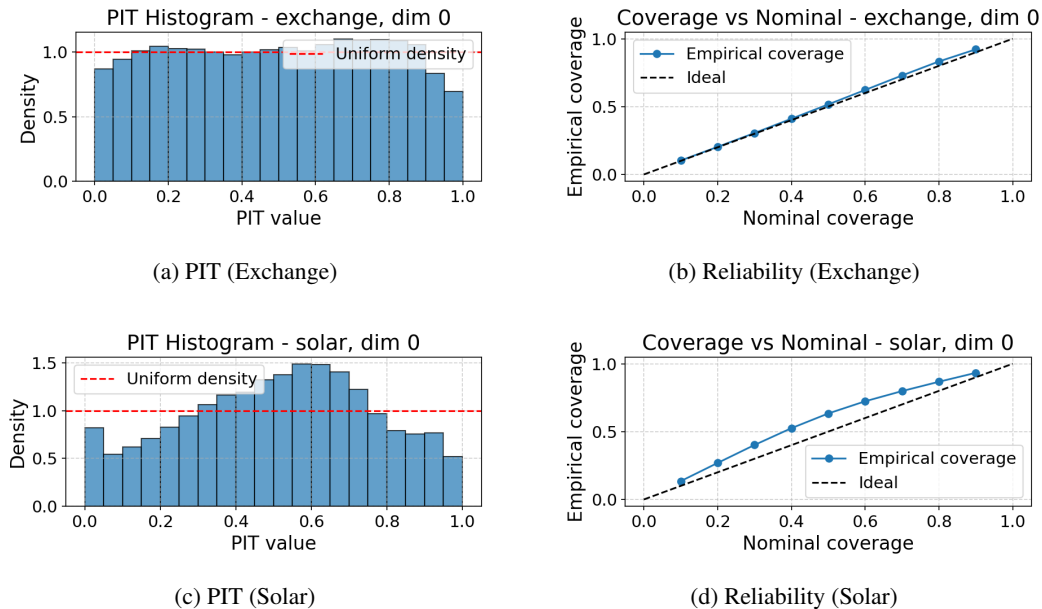 PIT Histogram - exchange, dim 0
Density
1.0
0.5
0.0
Uniform density
0.0 0.2 0.4 0.6 0.8 1.0
PIT value
(a) PIT (Exchange)
Coverage vs Nominal - exchange, dim 0
Empirical coverage
1.0
0.5
0.0
Empirical coverage
Ideal
0.0 0.2 0.4 0.6 0.8 1.0
Nominal coverage
(b) Reliability (Exchange)
PIT Histogram - solar, dim 0
Density
1.5
1.0
0.5
0.0
Uniform density
0.0 0.2 0.4 0.6 0.8 1.0
PIT value
(c) PIT (Solar)
Coverage vs Nominal - solar, dim 0
Empirical coverage
1.0
0.5
0.0
Empirical coverage
Ideal
0.0 0.2 0.4 0.6 0.8 1.0
Nominal coverage
(d) Reliability (Solar)